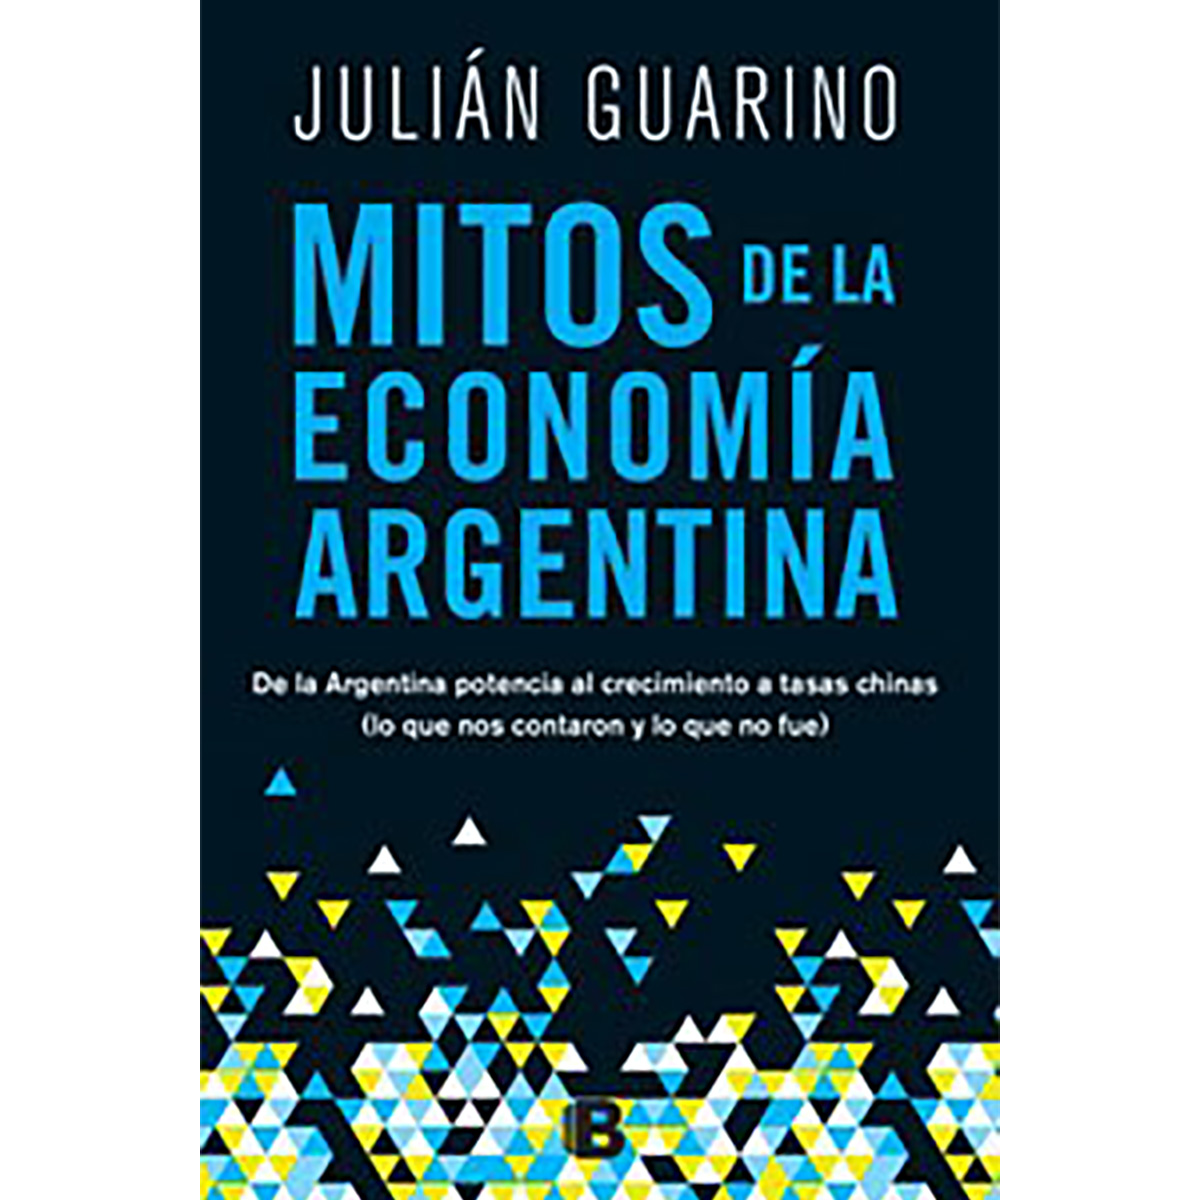 JULIÁN GUARINO
MITOS DE LA
ECONOMÍA
ARGENTINA
De la Argentina potencia al crecimiento a tasas chinas
(lo que nos contaron y lo que no fue)
B